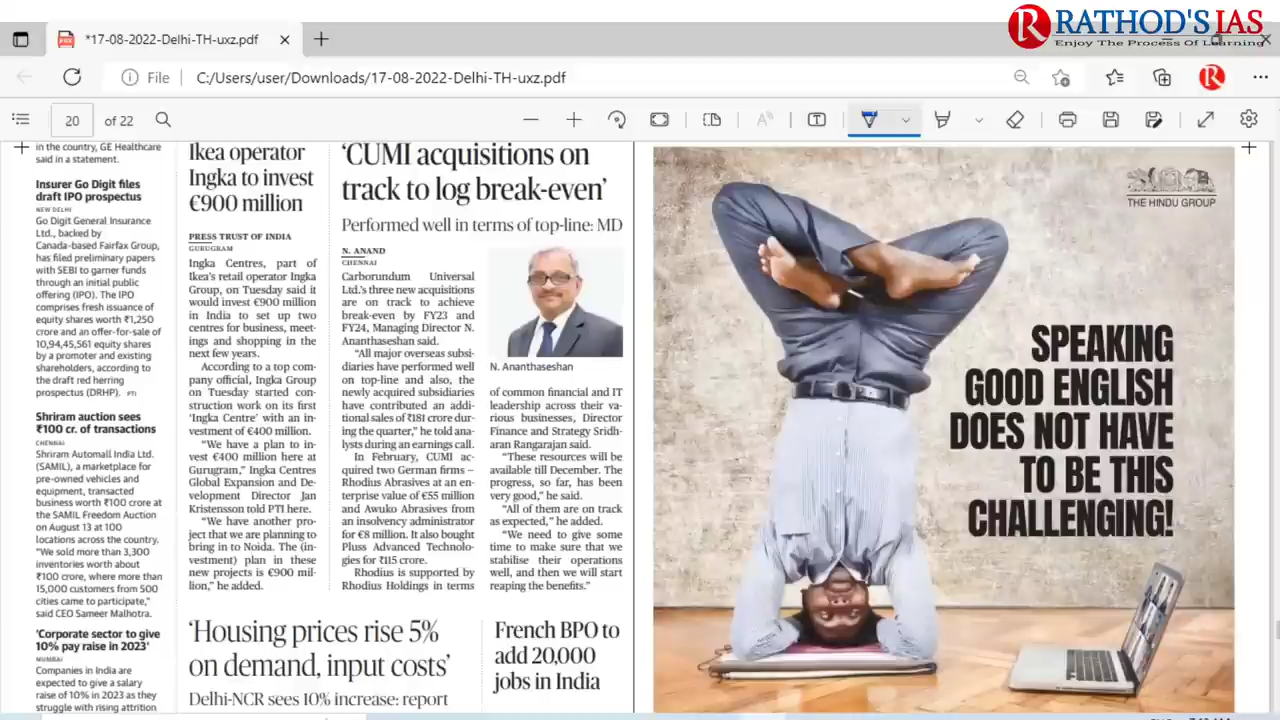 RATHOD'S IAS
Enjoy The Process Of Learning
*17-08-2022-Delhi-TH-uxz.pdf
File
C:/Users/user/Downloads/17-08-2022-Delhi-TH-uxz.pdf
20
of 22
in the country, GE Healthcare
said in a statement.
Insurer Go Digit files
draft IPO prospectus
NEW DELHI
Go Digit General Insurance
Ltd., backed by
Canada-based Fairfax Group,
has filed preliminary papers
with SEBI to garner funds
through an initial public
offering (IPO). The IPO
comprises fresh issuance of
equity shares worth ₹1,250
crore and an offer-for-sale of
10,94,45,561 equity shares
by a promoter and existing
shareholders, according to
the draft red herring
prospectus (DRHP). PTI
Shriram auction sees
₹100 cr. of transactions
CHENNAI
Shriram Automall India Ltd.
(SAMIL), a marketplace for
pre-owned vehicles and
equipment, transacted
business worth ₹100 crore at
the SAMIL Freedom Auction
on August 13 at 100
locations across the country.
"We sold more than 3,300
inventories worth about
₹100 crore, where more than
15,000 customers from 500
cities came to participate,"
said CEO Sameer Malhotra.
'Corporate sector to give
10% pay raise in 2023'
MUMBAI
Companies in India are
expected to give a salary
raise of 10% in 2023 as they
struggle with rising attrition
Ikea operator
Ingka to invest
€900 million
PRESS TRUST OF INDIA
GURUGRAM
Ingka Centres, part of
Ikea's retail operator Ingka
Group, on Tuesday said it
would invest €900 million
in India to set up two
centres for business, meet-
ings and shopping in the
next few years.
According to a top com-
pany official, Ingka Group
on Tuesday started con-
struction work on its first
'Ingka Centre' with an in-
vestment of €400 million.
"We have a plan to in-
vest €400 million here at
Gurugram," Ingka Centres
Global Expansion and De-
velopment Director Jan
Kristensson told PTI here.
"We have another pro-
ject that we are planning to
bring in to Noida. The (in-
vestment) plan in these
new projects is €900 mil-
lion," he added.
'CUMI acquisitions on
track to log break-even'
Performed well in terms of top-line: MD
N. ANAND
CHENNAI
Carborundum Universal
Ltd.'s three new acquisitions
are on track to achieve
break-even by FY23 and
FY24, Managing Director N.
Ananthaseshan said.
"All major overseas subsi-
diaries have performed well
on top-line and also, the
newly acquired subsidiaries
have contributed an addi-
tional sales of ₹181 crore dur-
ing the quarter," he told ana-
lysts during an earnings call.
In February, CUMI ac-
quired two German firms –
Rhodius Abrasives at an en-
terprise value of €55 million
and Awuko Abrasives from
an insolvency administrator
for €8 million. It also bought
Pluss Advanced Technolo-
gies for ₹115 crore.
Rhodius is supported by
Rhodius Holdings in terms
N. Ananthaseshan
of common financial and IT
leadership across their va-
rious businesses, Director
Finance and Strategy Sridh-
aran Rangarajan said.
"These resources will be
available till December. The
progress, so far, has been
very good," he said.
"All of them are on track
as expected," he added.
"We need to give some
time to make sure that we
stabilise their operations
well, and then we will start
reaping the benefits."
'Housing prices rise 5%
on demand, input costs'
Delhi-NCR sees 10% increase: report
French BPO to
add 20,000
jobs in India
THE HINDU GROUP
SPEAKING
GOOD ENGLISH
DOES NOT HAVE
TO BE THIS
CHALLENGING!